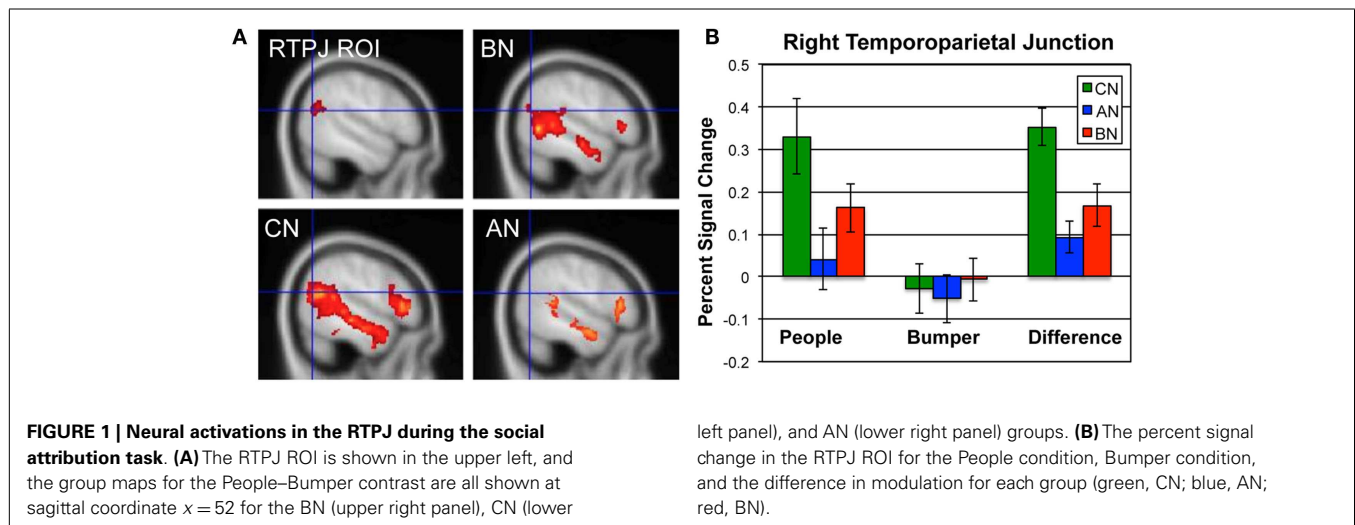 A
RTPJ ROI
BN
CN
AN
B
Right Temporoparietal Junction
Percent Signal Change
0.5
0.4
0.3
0.2
0.1
0
-0.1
-0.2
CN
AN
BN
People
Bumper
Difference
FIGURE 1 | Neural activations in the RTPJ during the social
attribution task. (A) The RTPJ ROI is shown in the upper left, and
the group maps for the People–Bumper contrast are all shown at
sagittal coordinate x = 52 for the BN (upper right panel), CN (lower
left panel), and AN (lower right panel) groups. (B) The percent signal
change in the RTPJ ROI for the People condition, Bumper condition,
and the difference in modulation for each group (green, CN; blue, AN;
red, BN).